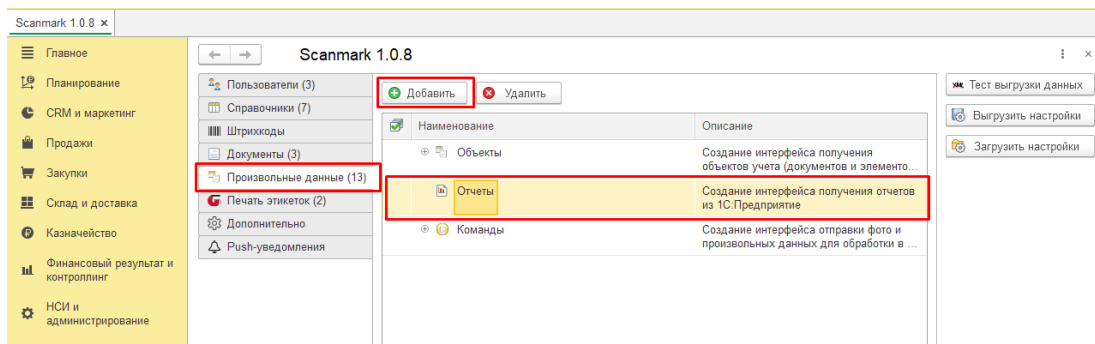 Scanmark 1.0.8 ×
Главное
Планирование
CRM и маркетинг
Продажи
Закупки
Склад и доставка
Казначейство
Финансовый результат и
контроллинг
НСИ и
администрирование
Scanmark 1.0.8
Пользователи (3)
Справочники (7)
Штрихкоды
Документы (3)
Произвольные данные (13)
Печать этикеток (2)
Дополнительно
Push-уведомления
Добавить
Удалить
Наименование
Описание
Объекты
Создание интерфейса получения
объектов учета (документов и элементо...
Отчеты
Создание интерфейса получения отчетов
из 1С:Предприятие
Команды
Создание интерфейса отправки фото и
произвольных данных для обработки в ...
XML Тест выгрузки данных
Выгрузить настройки
Загрузить настройки